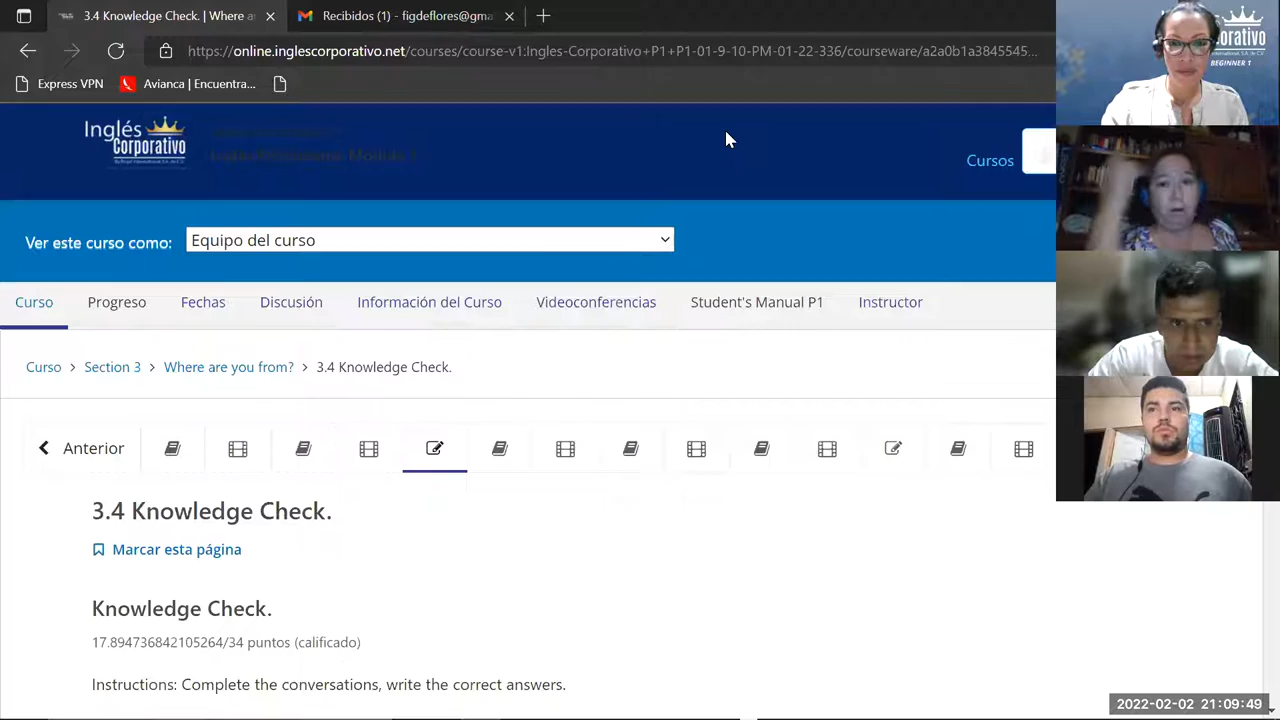 3.4 Knowledge Check. | Where a
Recibidos (1) - figdeflores@gma
https://online.inglescorporativo.net/courses/course-v1:Ingles-Corporativo+P1+P1-01-9-10-PM-01-22-336/courseware/a2b1345545...
Express VPN
Avianca | Encuentra...
Inglés
Corporativo
Cursos
orporativo
International, S.A. de C.V.
BEGINNER 1
Ver este curso como:
Equipo del curso
Curso
Progreso
Fechas
Discusión
Información del Curso
Videoconferencias
Student's Manual P1
Instructor
Curso > Section 3 > Where are you from? > 3.4 Knowledge Check.
Anterior
3.4 Knowledge Check.
Marcar esta página
Knowledge Check.
17.894736842105264/34 puntos (calificado)
Instructions: Complete the conversations, write the correct answers.
2022-02-02 21:09:49